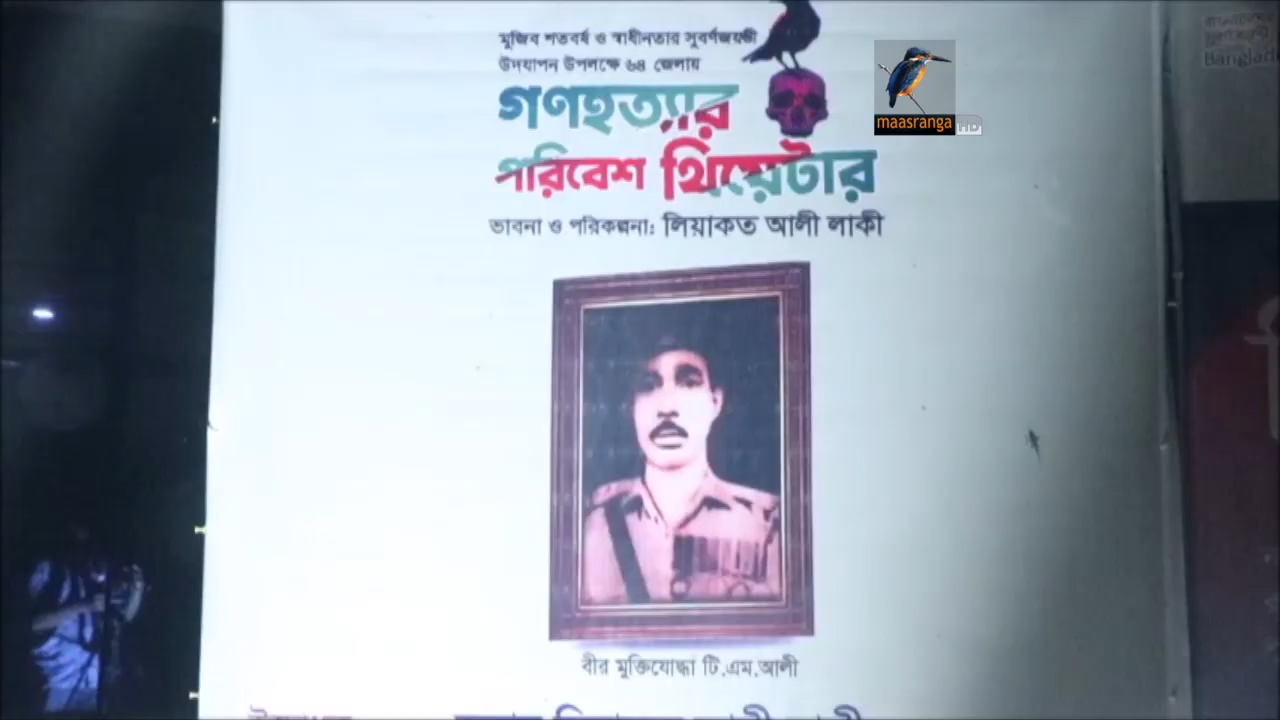 মুজিব শতবর্ষ ও স্বাধীনতার সুবর্ণজয়ন্তী
উদযাপন উপলক্ষে ৬৪ জেলায়
গণহত্যার
পরিবেশ থিয়েটার
ভাবনা ও পরিকল্পনা: লিয়াকত আলী লাকী
বীর মুক্তিযোদ্ধা টি.এম.আলী
maasranga HD